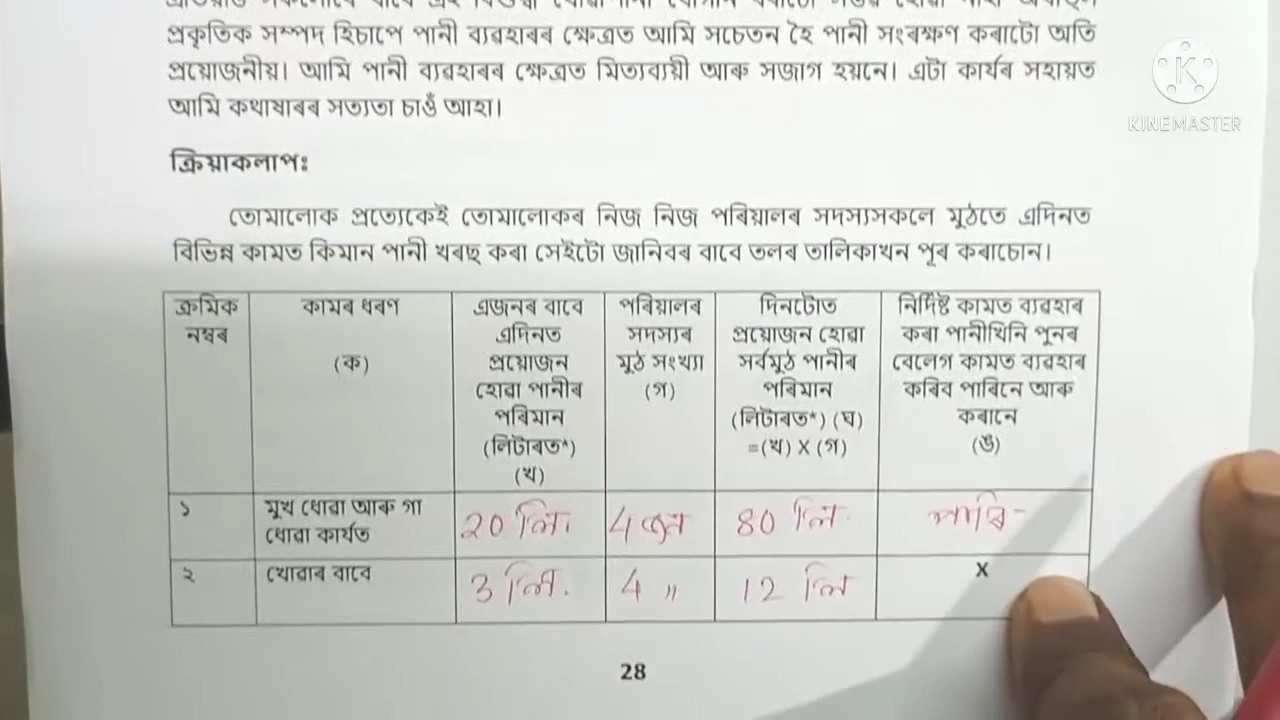 প্ৰকৃতিক সম্পদ হিচাপে পানী ব্যৱহাৰৰ ক্ষেত্ৰত আমি সচেতন হৈ পানী সংৰক্ষণ কৰাটো অতি
প্ৰয়োজনীয়। আমি পানী ব্যৱহাৰৰ ক্ষেত্ৰত মিত্যব্যয়ী আৰু সজাগ হয়নে। এটা কাৰ্যৰ সহায়ত
আমি কথাষাৰৰ সত্যতা চাওঁ আহা।
KINEMASTER
ক্ৰিয়াকলাপঃ
তোমালোক প্ৰত্যেকেই তোমালোকৰ নিজ নিজ পৰিয়ালৰ সদস্যসকলে মুঠতে এদিনত
বিভিন্ন কামত কিমান পানী খৰছ কৰা সেইটো জানিবৰ বাবে তলৰ তালিকাখন পূৰ কৰাচোন।
ক্ৰমিক নম্বৰ
কামৰ ধৰণ (ক)
এজনৰ বাবে এদিনত প্ৰয়োজন হোৱা পানীৰ পৰিমান (লিটাৰত*) (খ)
পৰিয়ালৰ সদস্যৰ মুঠ সংখ্যা (গ)
দিনটোত প্ৰয়োজন হোৱা সৰ্বমুঠ পানীৰ পৰিমান (লিটাৰত*) (ঘ) =(খ) X (গ)
নিৰ্দিষ্ট কামত ব্যৱহাৰ কৰা পানীখিনি পুনৰ বেলেগ কামত ব্যৱহাৰ কৰিব পাৰিনে আৰু কৰানে (ঙ)
১ মুখ ধোৱা আৰু গা ধোৱা কাৰ্যত 20 লি. 4 জন 80 লি. পাৰি-
২ খোৱাৰ বাবে 3 লি. 4 " 12 লি X
28